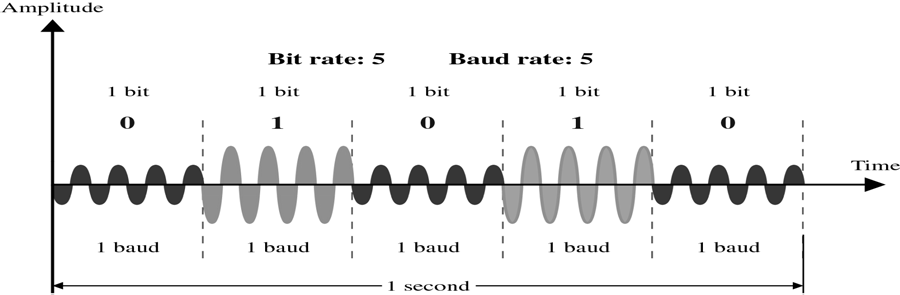 Amplitude
Bit rate: 5 Baud rate: 5
1 bit 1 bit 1 bit 1 bit 1 bit
0 1 0 1 0
Time
1 baud 1 baud 1 baud 1 baud 1 baud
1 second